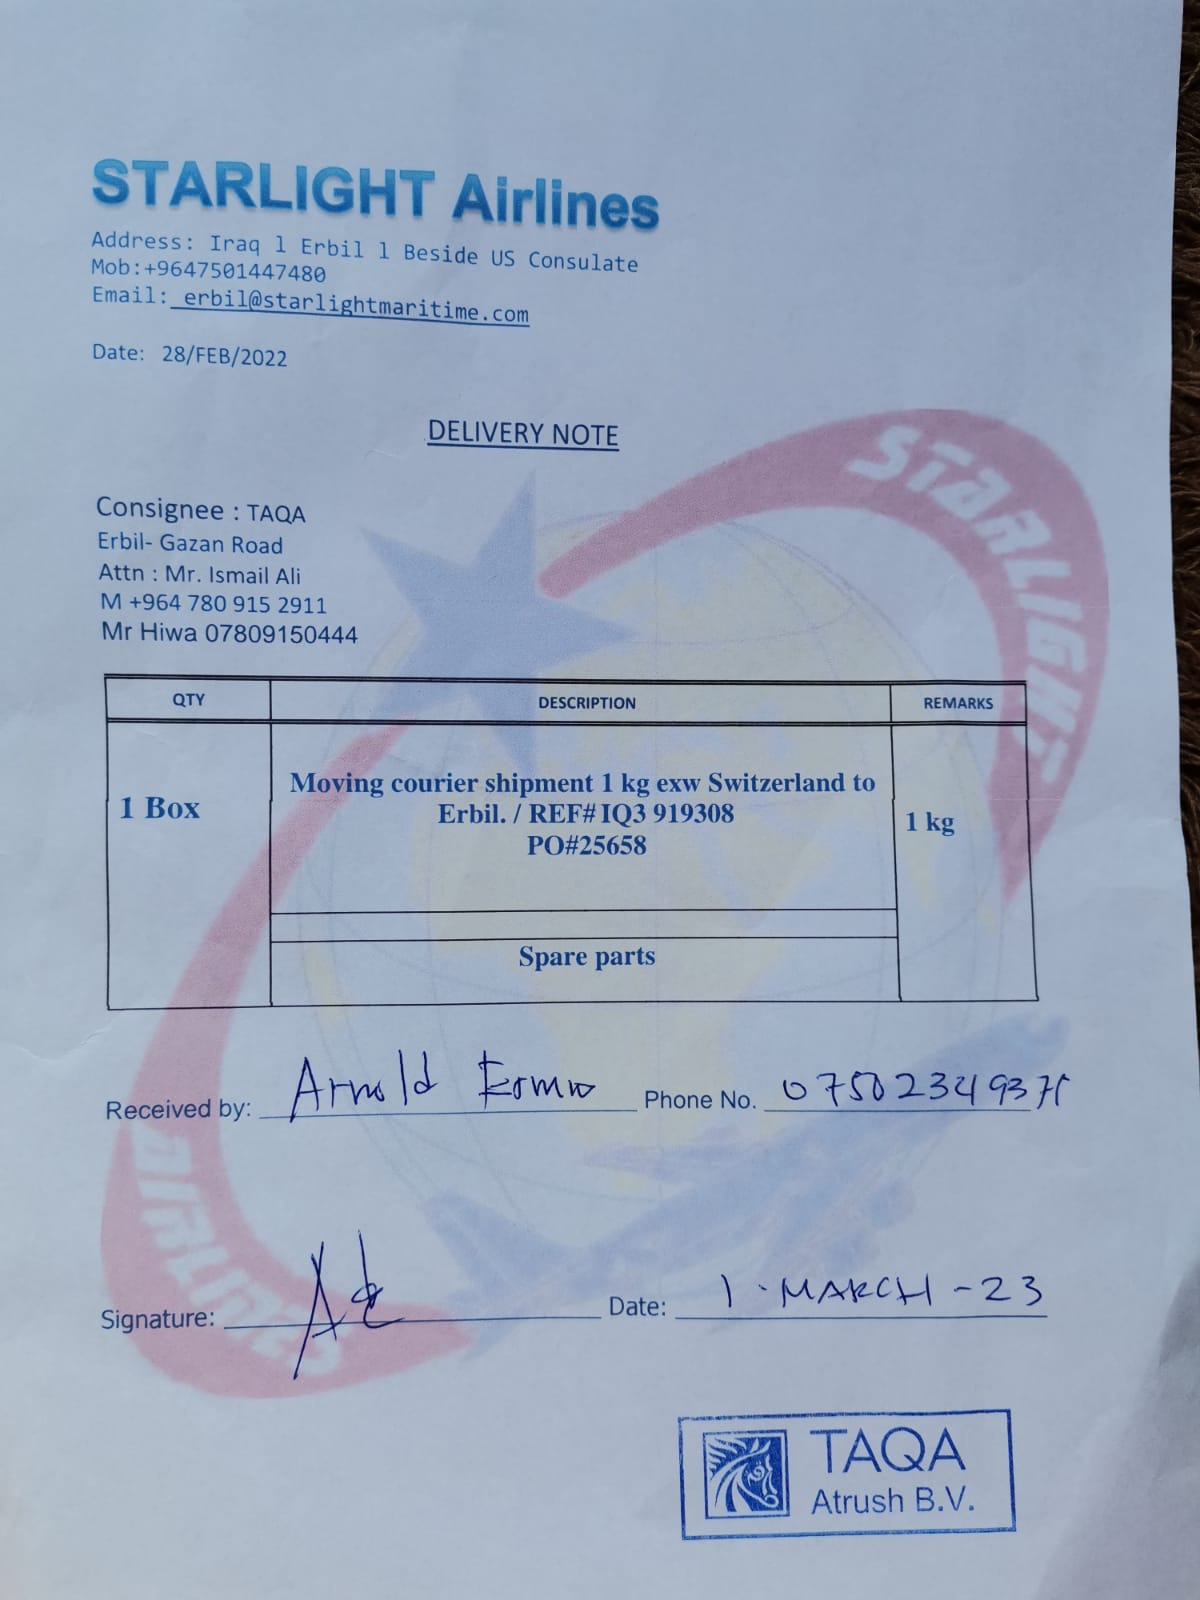 STARLIGHT Airlines
Address: Iraq l Erbil l Beside US Consulate
Mob:+9647501447480
Email: erbil@starlightmaritime.com
Date: 28/FEB/2022
DELIVERY NOTE
Consignee : TAQA
Erbil- Gazan Road
Attn : Mr. Ismail Ali
M +964 780 915 2911
Mr Hiwa 07809150444
QTY DESCRIPTION REMARKS
1 Box
Moving courier shipment 1 kg exw Switzerland to
Erbil. / REF# IQ3 919308
PO#25658
1 kg
Spare parts
Received by: Arnold Phone No.
Signature: Date: 1 · MARCH - 23
STARLIGHT
AIRLINES
TAQA
Atrush B.V.